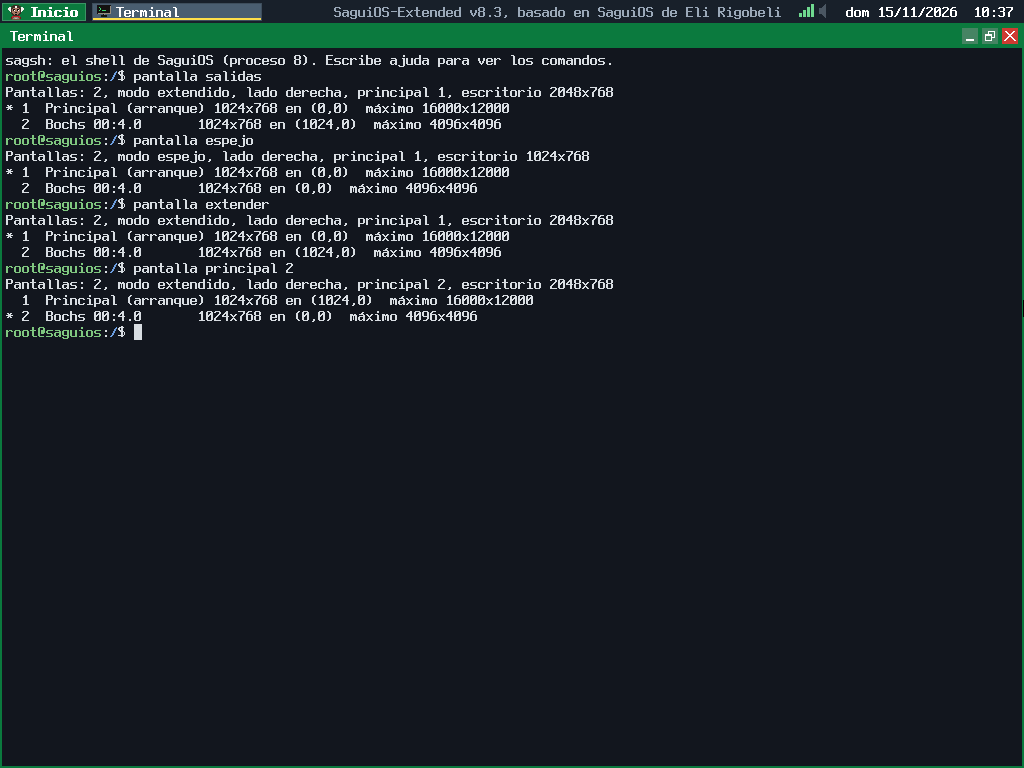 Inicio
Terminal
SaguiOS-Extended v8.3, basado en SaguiOS de Eli Rigobeli
dom 15/11/2026 10:37
Terminal
sagsh: el shell de SaguiOS (proceso 8). Escribe ajuda para ver los comandos.
root@saguios:/$ pantalla salidas
Pantallas: 2, modo extendido, lado derecha, principal 1, escritorio 2048x768
* 1  Principal (arranque) 1024x768 en (0,0)  máximo 16000x12000
  2  Bochs 00:4.0       1024x768 en (1024,0)  máximo 4096x4096
root@saguios:/$ pantalla espejo
Pantallas: 2, modo espejo, lado derecha, principal 1, escritorio 1024x768
* 1  Principal (arranque) 1024x768 en (0,0)  máximo 16000x12000
  2  Bochs 00:4.0       1024x768 en (0,0)  máximo 4096x4096
root@saguios:/$ pantalla extender
Pantallas: 2, modo extendido, lado derecha, principal 1, escritorio 2048x768
* 1  Principal (arranque) 1024x768 en (0,0)  máximo 16000x12000
  2  Bochs 00:4.0       1024x768 en (1024,0)  máximo 4096x4096
root@saguios:/$ pantalla principal 2
Pantallas: 2, modo extendido, lado derecha, principal 2, escritorio 2048x768
  1  Principal (arranque) 1024x768 en (1024,0)  máximo 16000x12000
* 2  Bochs 00:4.0       1024x768 en (0,0)  máximo 4096x4096
root@saguios:/$